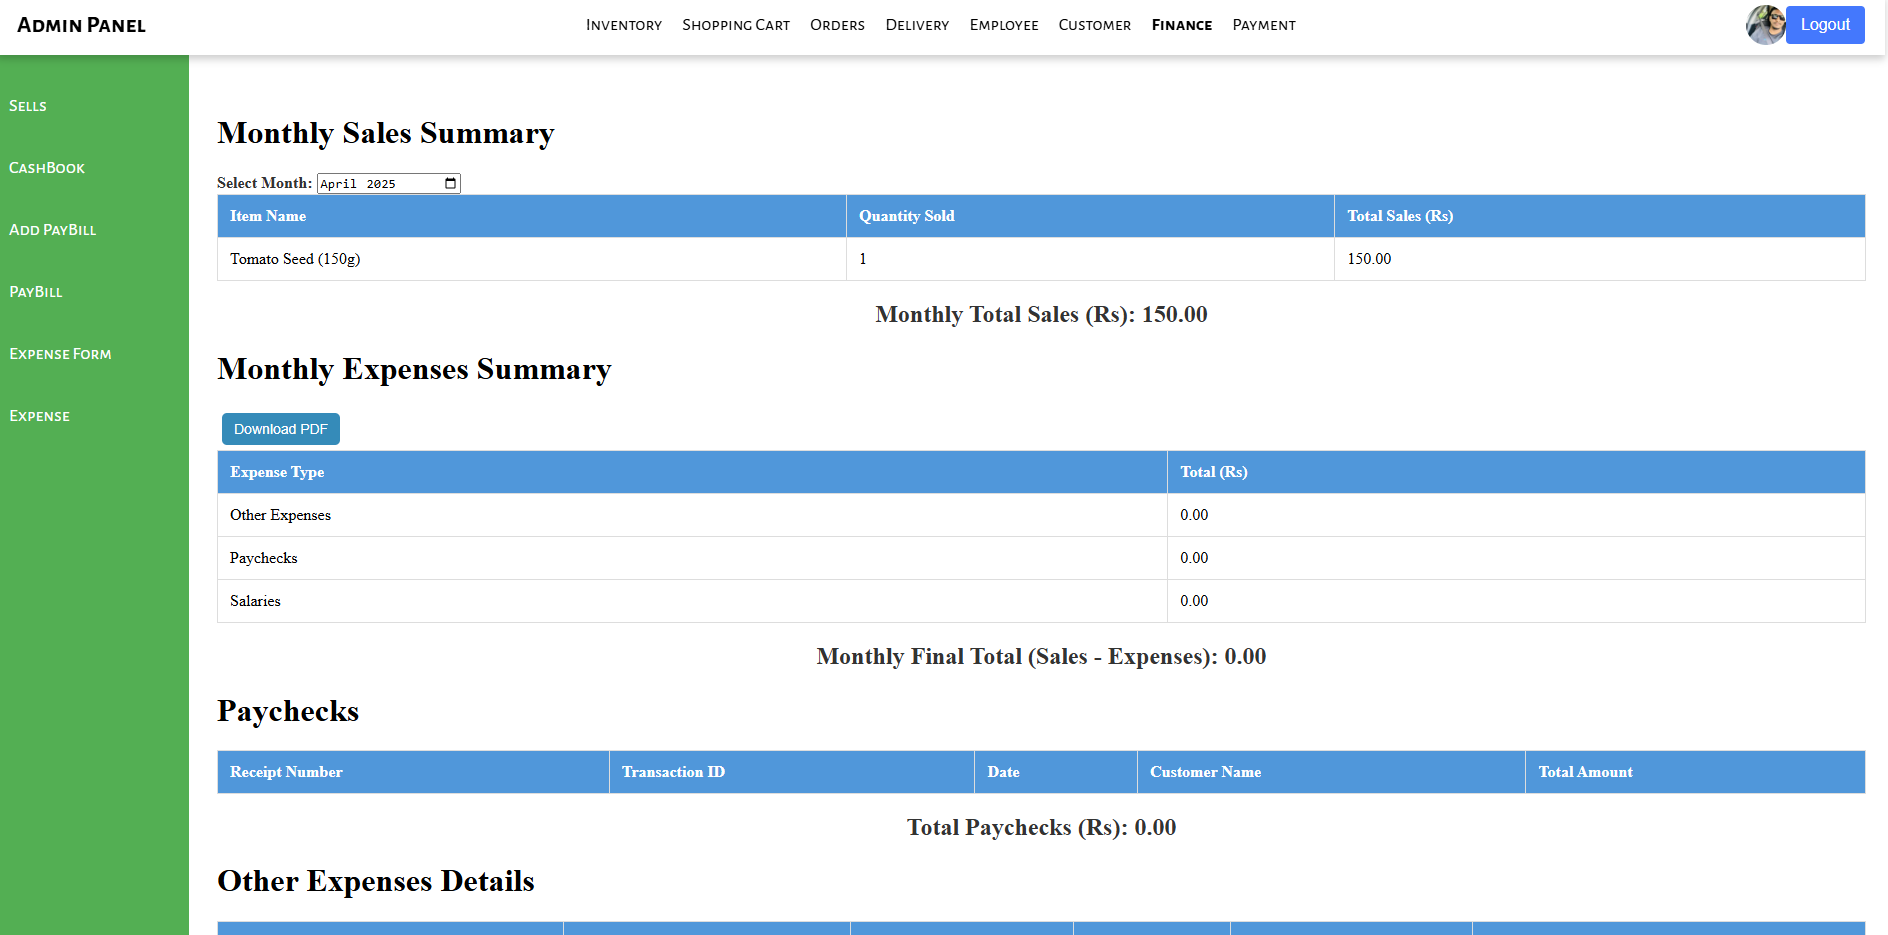 Admin Panel
Inventory Shopping Cart Orders Delivery Employee Customer Finance Payment
Logout
Sells
CashBook
Add PayBill
PayBill
Expense Form
Expense
Monthly Sales Summary
Select Month: April 2025
Item Name Quantity Sold Total Sales (Rs)
Tomato Seed (150g) 1 150.00
Monthly Total Sales (Rs): 150.00
Monthly Expenses Summary
Download PDF
Expense Type Total (Rs)
Other Expenses 0.00
Paychecks 0.00
Salaries 0.00
Monthly Final Total (Sales - Expenses): 0.00
Paychecks
Receipt Number Transaction ID Date Customer Name Total Amount
Total Paychecks (Rs): 0.00
Other Expenses Details